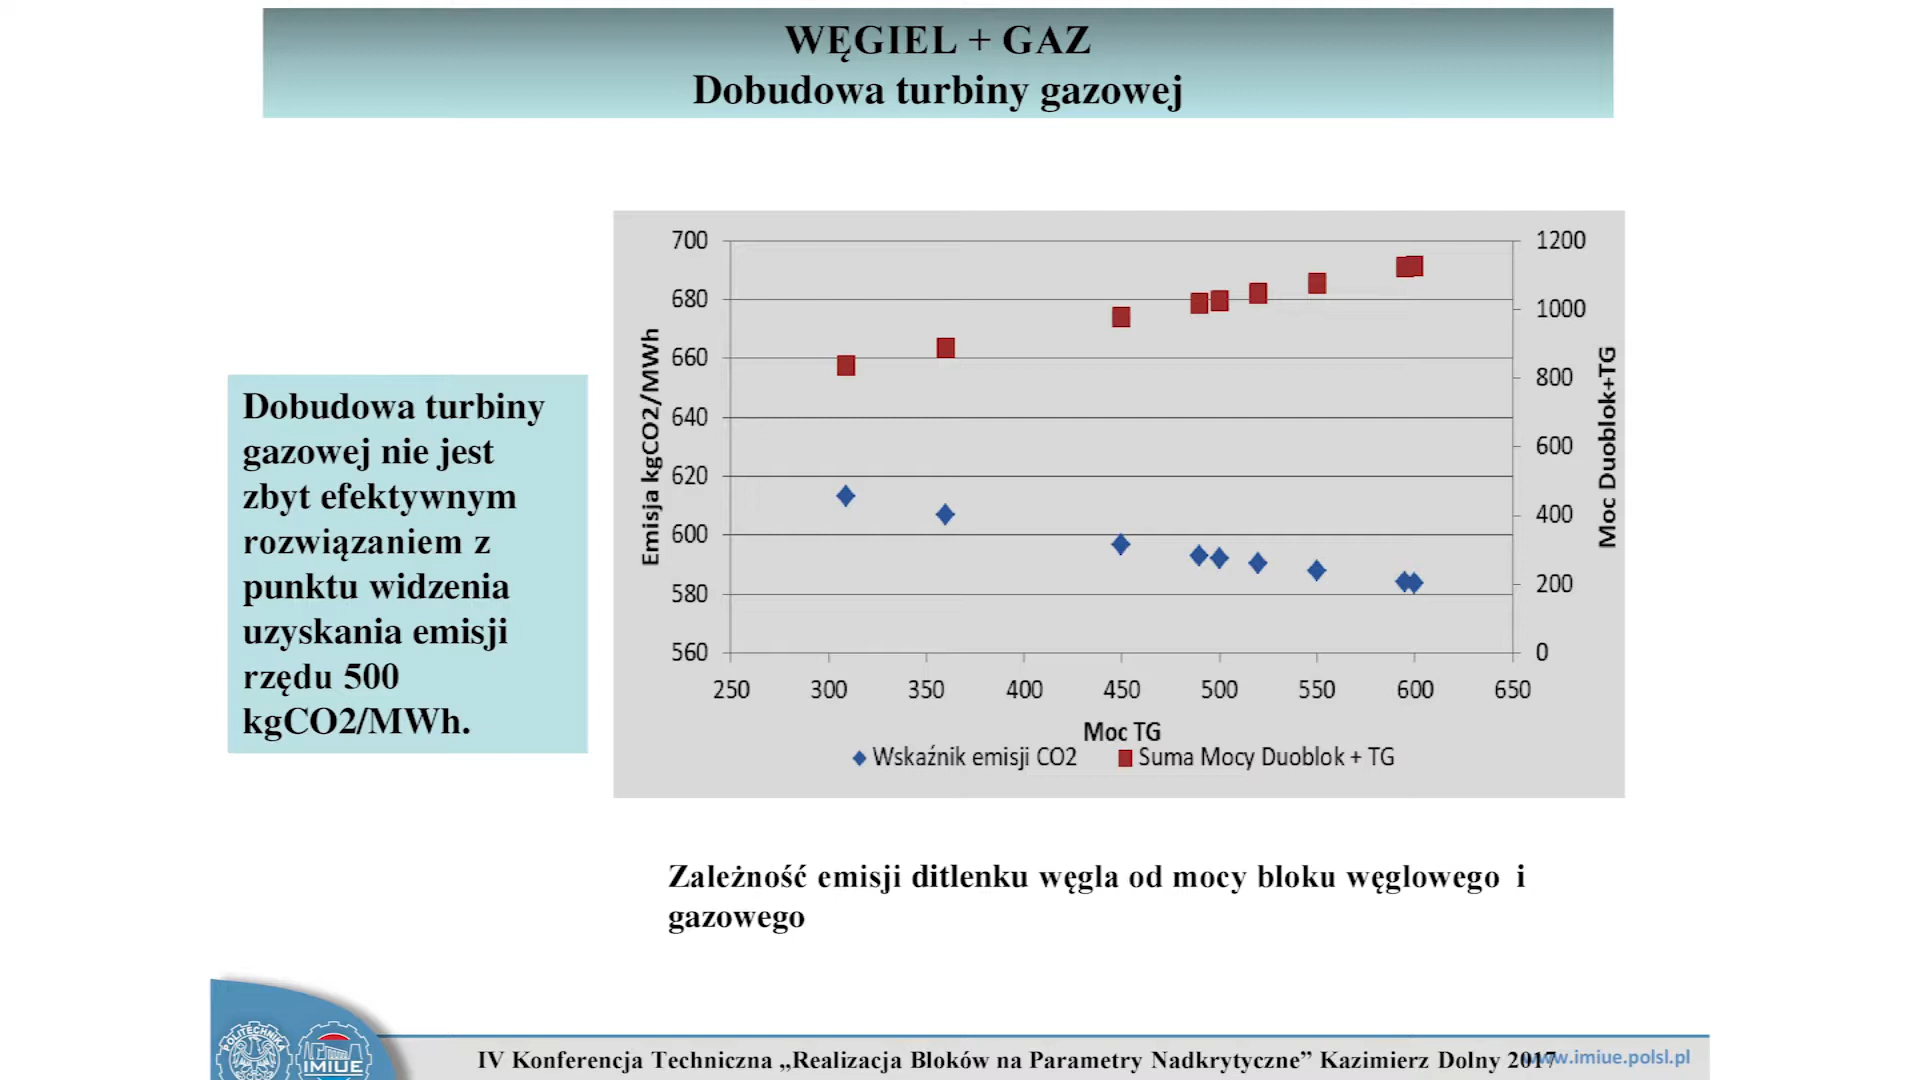 WĘGIEL + GAZ
Dobudowa turbiny gazowej
Dobudowa turbiny
gazowej nie jest
zbyt efektywnym
rozwiązaniem z
punktu widzenia
uzyskania emisji
rzędu 500
kgCO2/MWh.
Emisja kgCO2/MWh
700
680
660
640
620
600
580
560
1200
1000
800
600
400
200
0
Moc Duoblok+TG
250 300 350 400 450 500 550 600 650
Moc TG
Wskaźnik emisji CO2 Suma Mocy Duoblok + TG
Zależność emisji ditlenku węgla od mocy bloku węglowego i
gazowego
POLITECHNIKA
IMIUE
IV Konferencja Techniczna „Realizacja Bloków na Parametry Nadkrytyczne” Kazimierz Dolny 2017
.imiue.polsl.pl